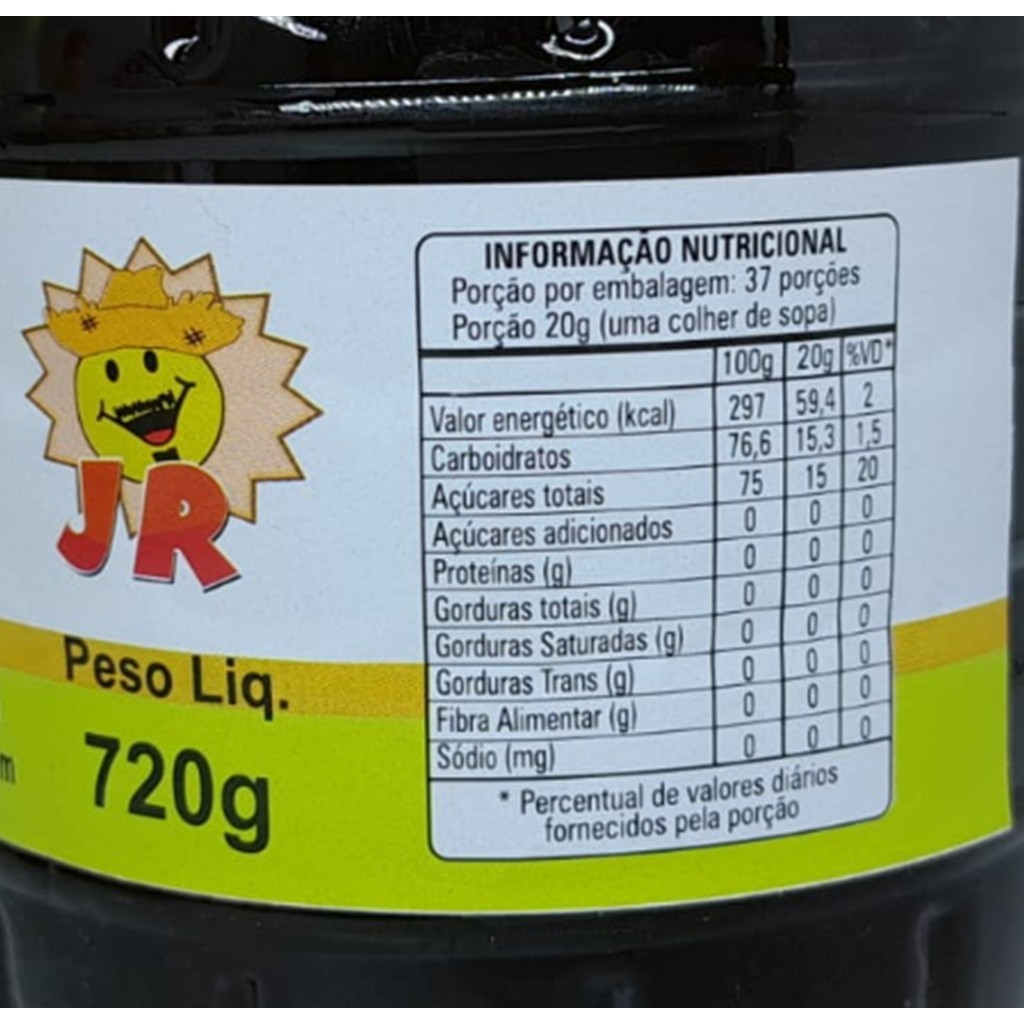 JR
Peso Liq.
720g
m
INFORMAÇÃO NUTRICIONAL
Porção por embalagem: 37 porções
Porção 20g (uma colher de sopa)
100g 20g %VD*
Valor energético (kcal) 297 59,4 2
Carboidratos 76,6 15,3 1,5
Açúcares totais 75 15 20
Açúcares adicionados 0 0 0
Proteínas (g) 0 0 0
Gorduras totais (g) 0 0 0
Gorduras Saturadas (g) 0 0 0
Gorduras Trans (g) 0 0 0
Fibra Alimentar (g) 0 0 0
Sódio (mg) 0 0 0
* Percentual de valores diários
fornecidos pela porção